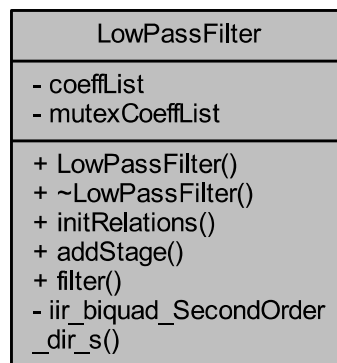 LowPassFilter
- coeffList
- mutexCoeffList
+ LowPassFilter()
+ ~LowPassFilter()
+ initRelations()
+ addStage()
+ filter()
- iir_biquad_SecondOrder
_dir_s()